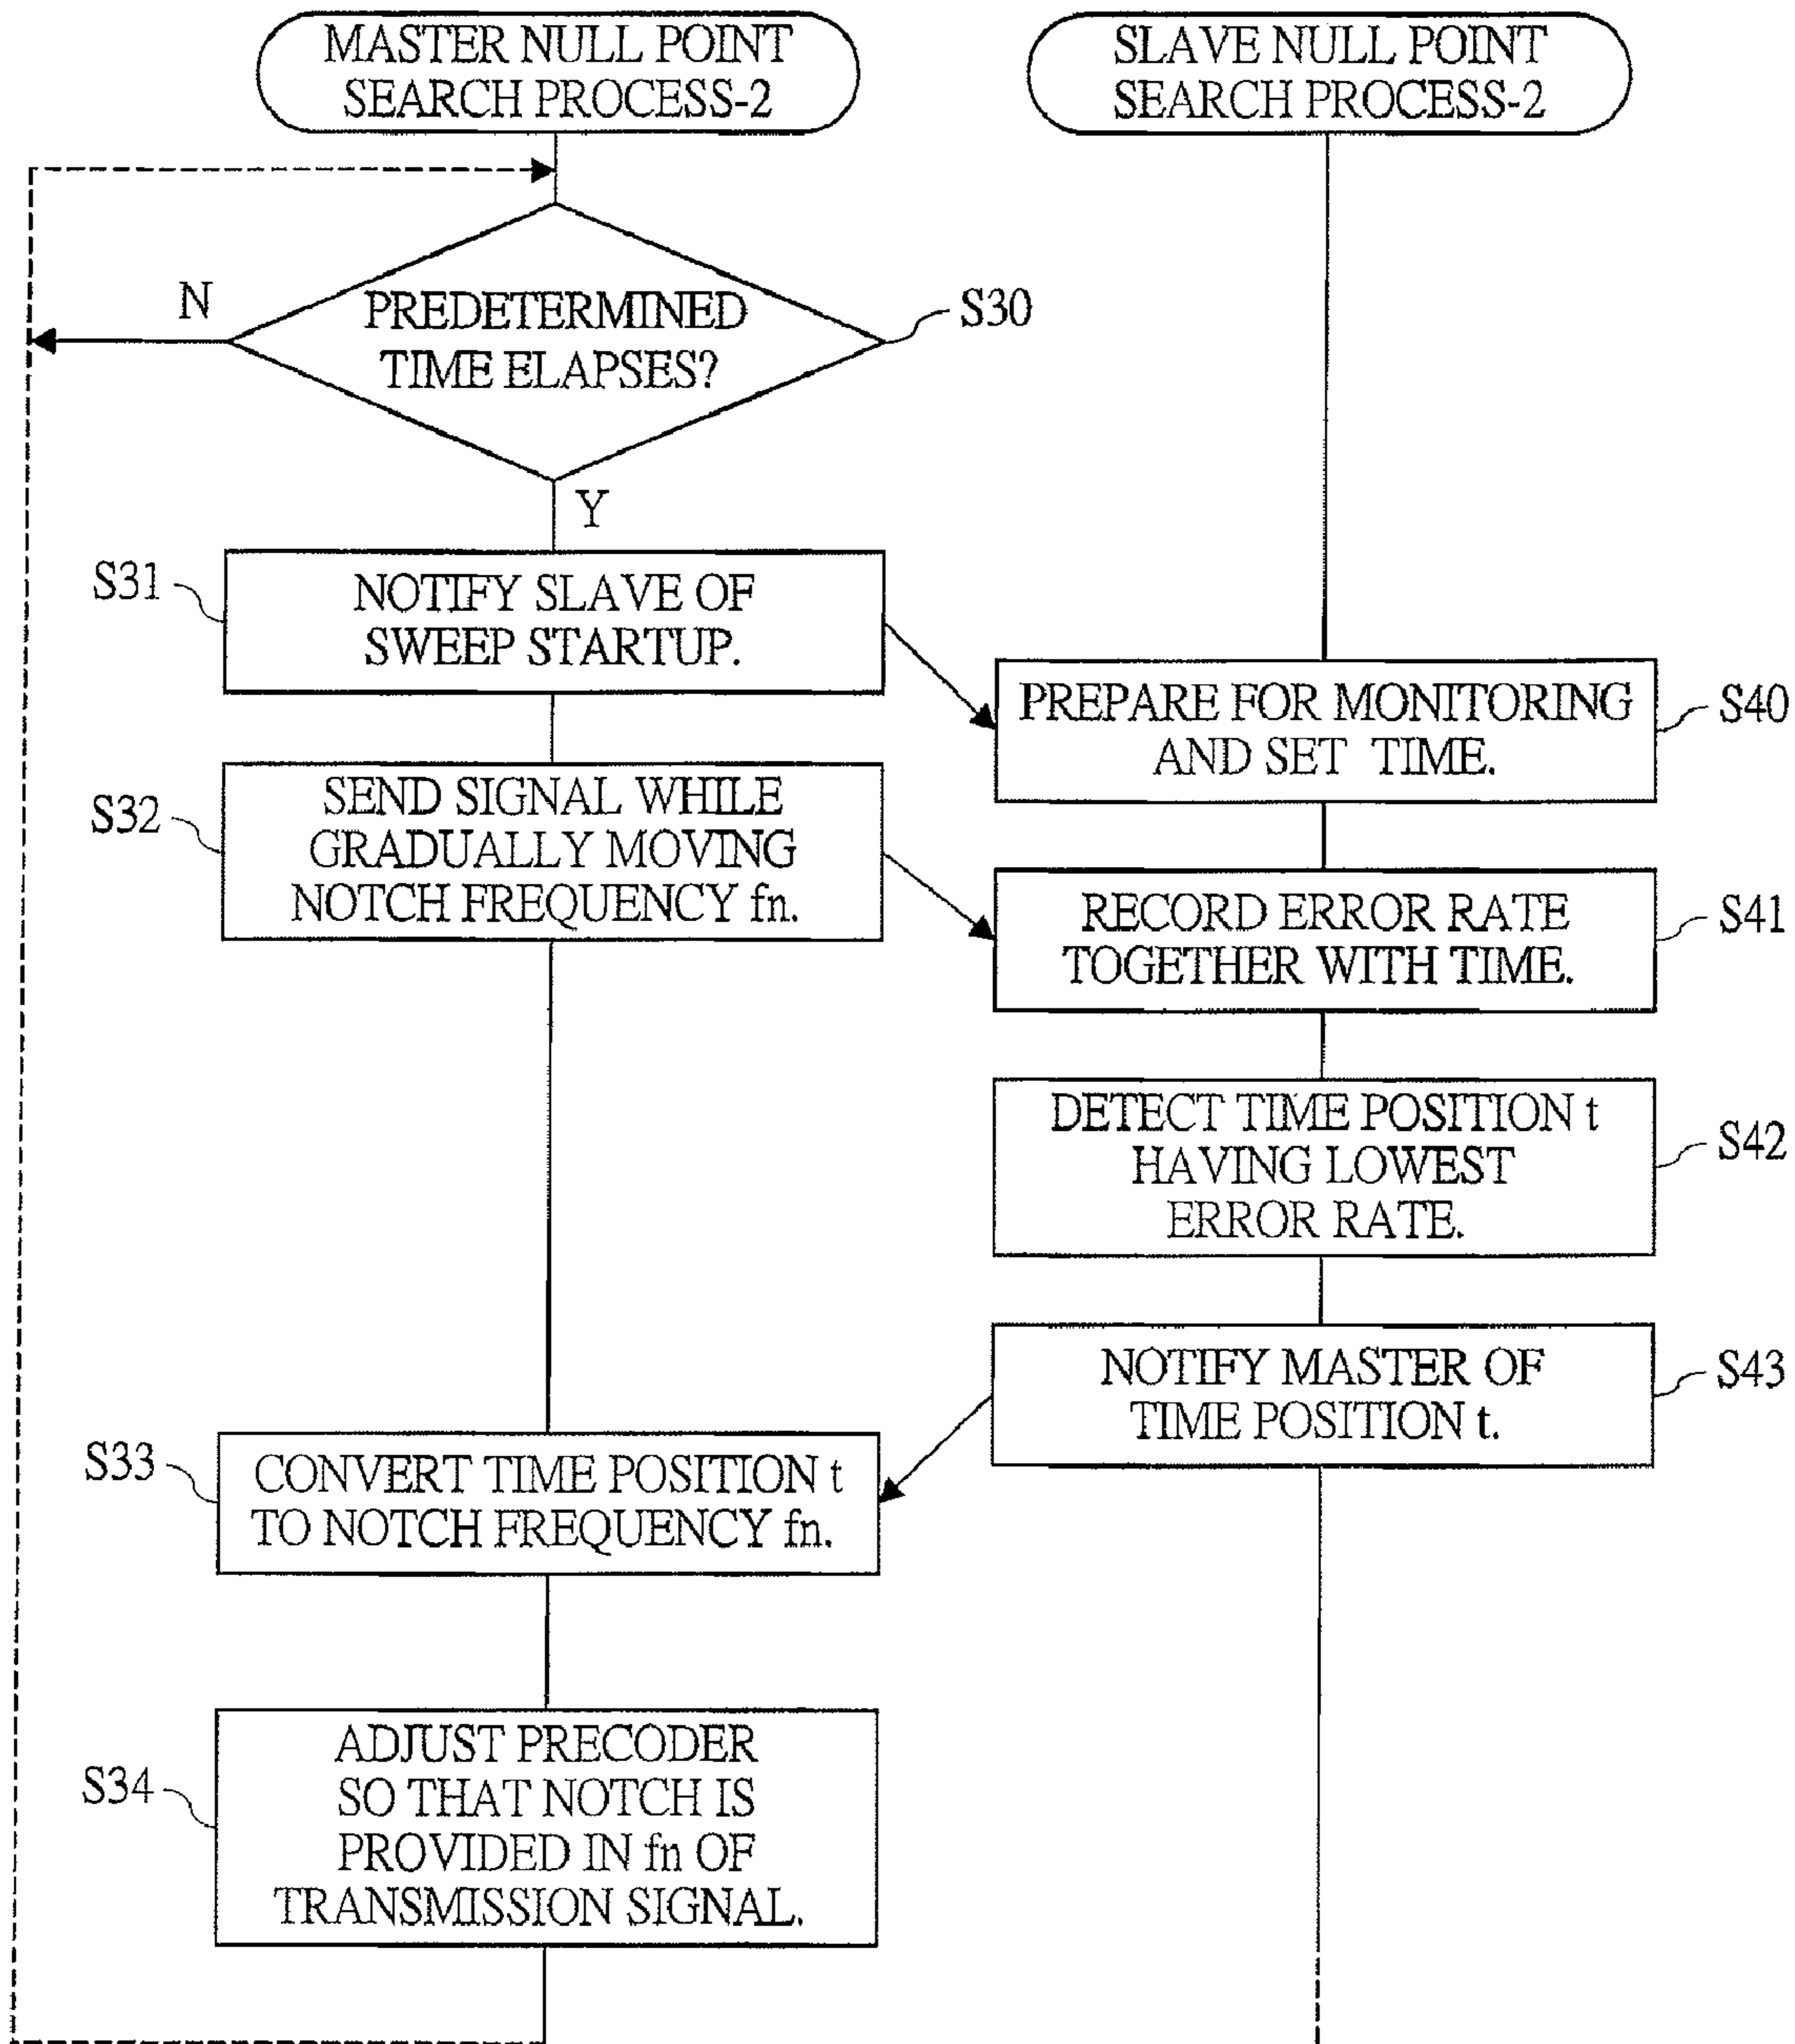 MASTER NULL POINT
SEARCH PROCESS-2
SLAVE NULL POINT
SEARCH PROCESS-2
N
PREDETERMINED
TIME ELAPSES?
S30
Y
S31
NOTIFY SLAVE OF
SWEEP STARTUP.
PREPARE FOR MONITORING
AND SET TIME.
S40
S32
SEND SIGNAL WHILE
GRADUALLY MOVING
NOTCH FREQUENCY fn.
RECORD ERROR RATE
TOGETHER WITH TIME.
S41
DETECT TIME POSITION t
HAVING LOWEST
ERROR RATE.
S42
NOTIFY MASTER OF
TIME POSITION t.
S43
S33
CONVERT TIME POSITION t
TO NOTCH FREQUENCY fn.
S34
ADJUST PRECODER
SO THAT NOTCH IS
PROVIDED IN fn OF
TRANSMISSION SIGNAL.